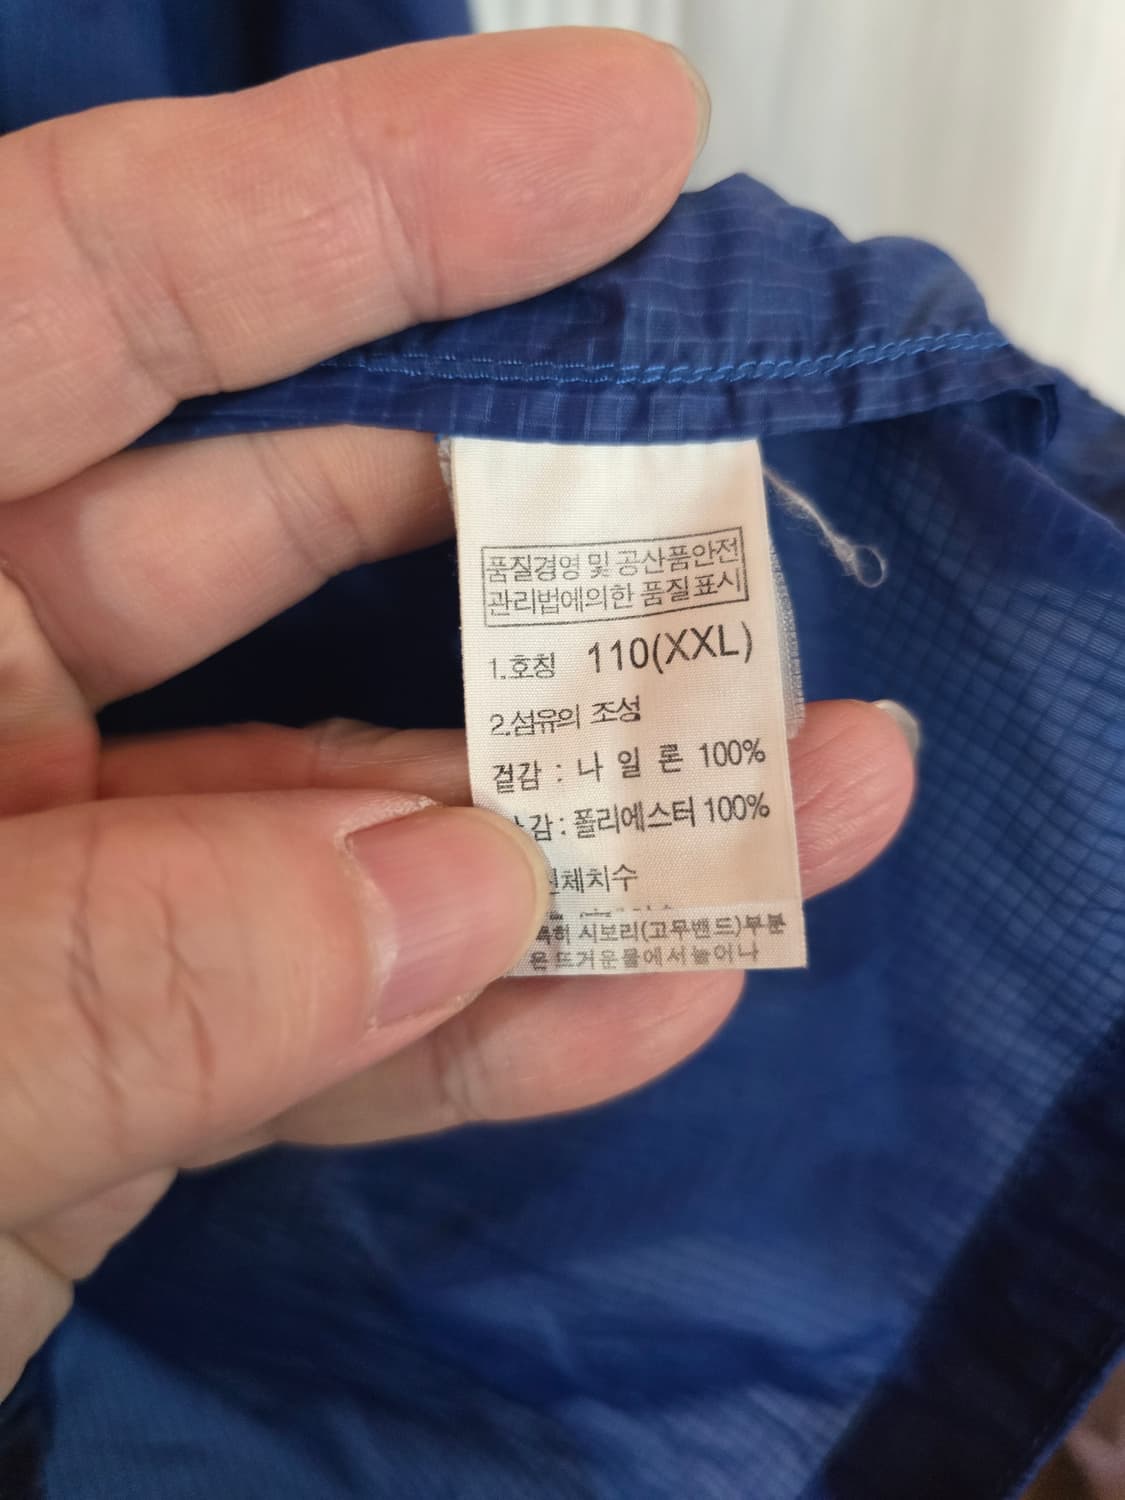 품질경영 및 공산품안전
관리법에의한 품질표시
1.호칭 110(XXL)
2.섬유의 조성
겉감 : 나 일 론 100%
감 : 폴리에스터 100%
체치수
시보리(고무밴드)부분
은 뜨거운물에서 늘어나